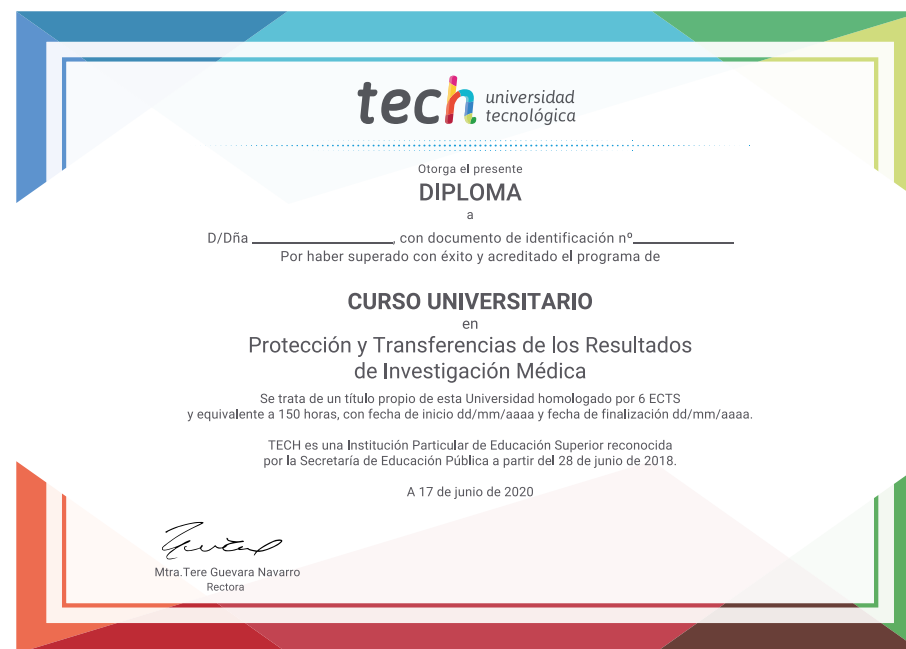 tech universidad
tecnológica
Otorga el presente
DIPLOMA
a
D/Dña ____________________, con documento de identificación nº______________
Por haber superado con éxito y acreditado el programa de
CURSO UNIVERSITARIO
en
Protección y Transferencias de los Resultados
de Investigación Médica
Se trata de un título propio de esta Universidad homologado por 6 ECTS
y equivalente a 150 horas, con fecha de inicio dd/mm/aaaa y fecha de finalización dd/mm/aaaa.
TECH es una Institución Particular de Educación Superior reconocida
por la Secretaría de Educación Pública a partir del 28 de junio de 2018.
A 17 de junio de 2020
Mtra.Tere Guevara Navarro
Rectora